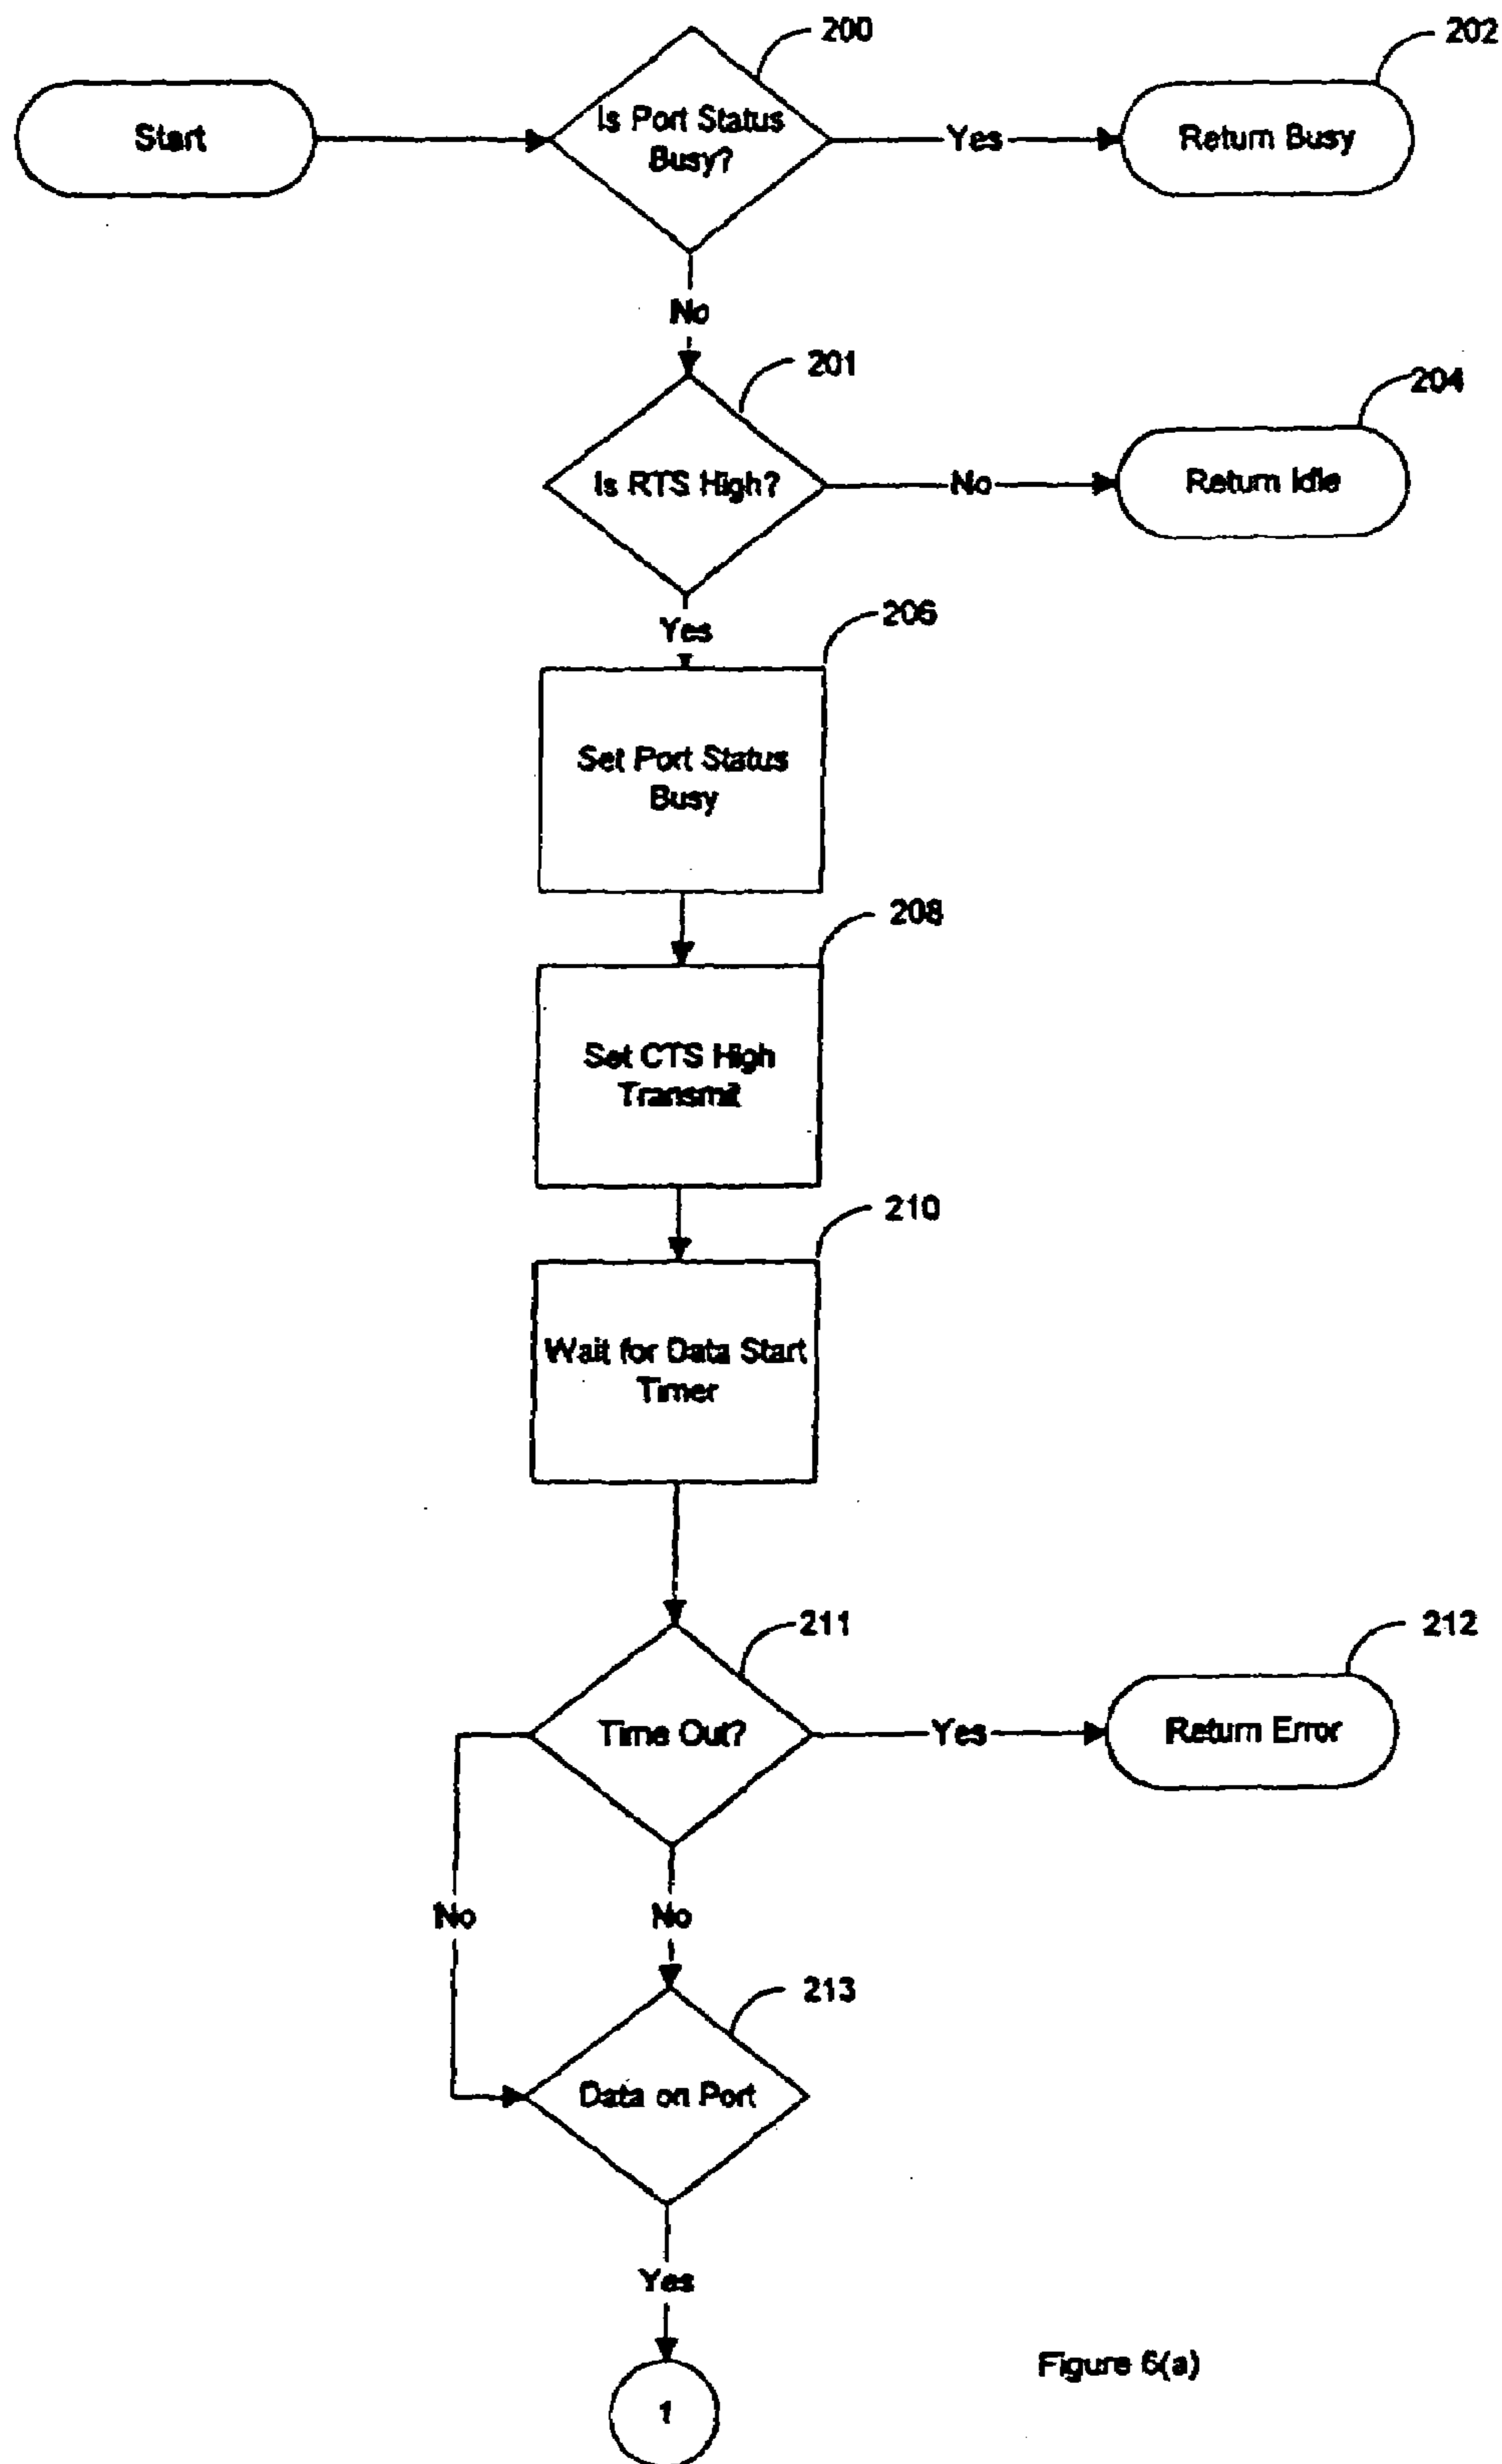 200
202
Start
Is Port Status
Busy?
Yes
Return Busy
No
201
204
Is RTS High?
No
Return Idle
Yes
206
Set Port Status
Busy
208
Set CTS High
Transmit
210
Wait for Data Start
Timer
211
212
Time Out?
Yes
Return Error
No
No
213
Data on Port
Yes
1
Figure 6(a)